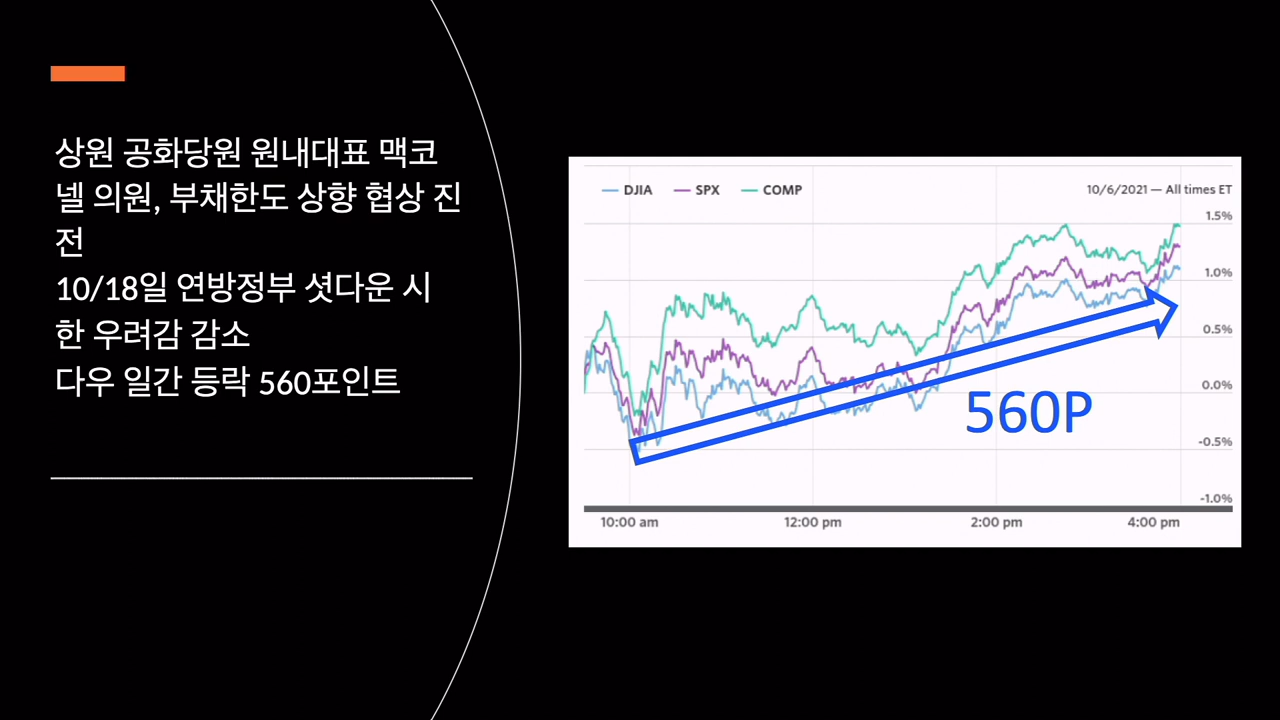 상원 공화당원 원내대표 맥코
넬 의원, 부채한도 상향 협상 진
전
10/18일 연방정부 셧다운 시
한 우려감 감소
다우 일간 등락 560포인트
DJIA SPX COMP 10/6/2021 — All times ET
1.5%
1.0%
0.5%
0.0%
-0.5%
-1.0%
560P
10:00 am 12:00 pm 2:00 pm 4:00 pm